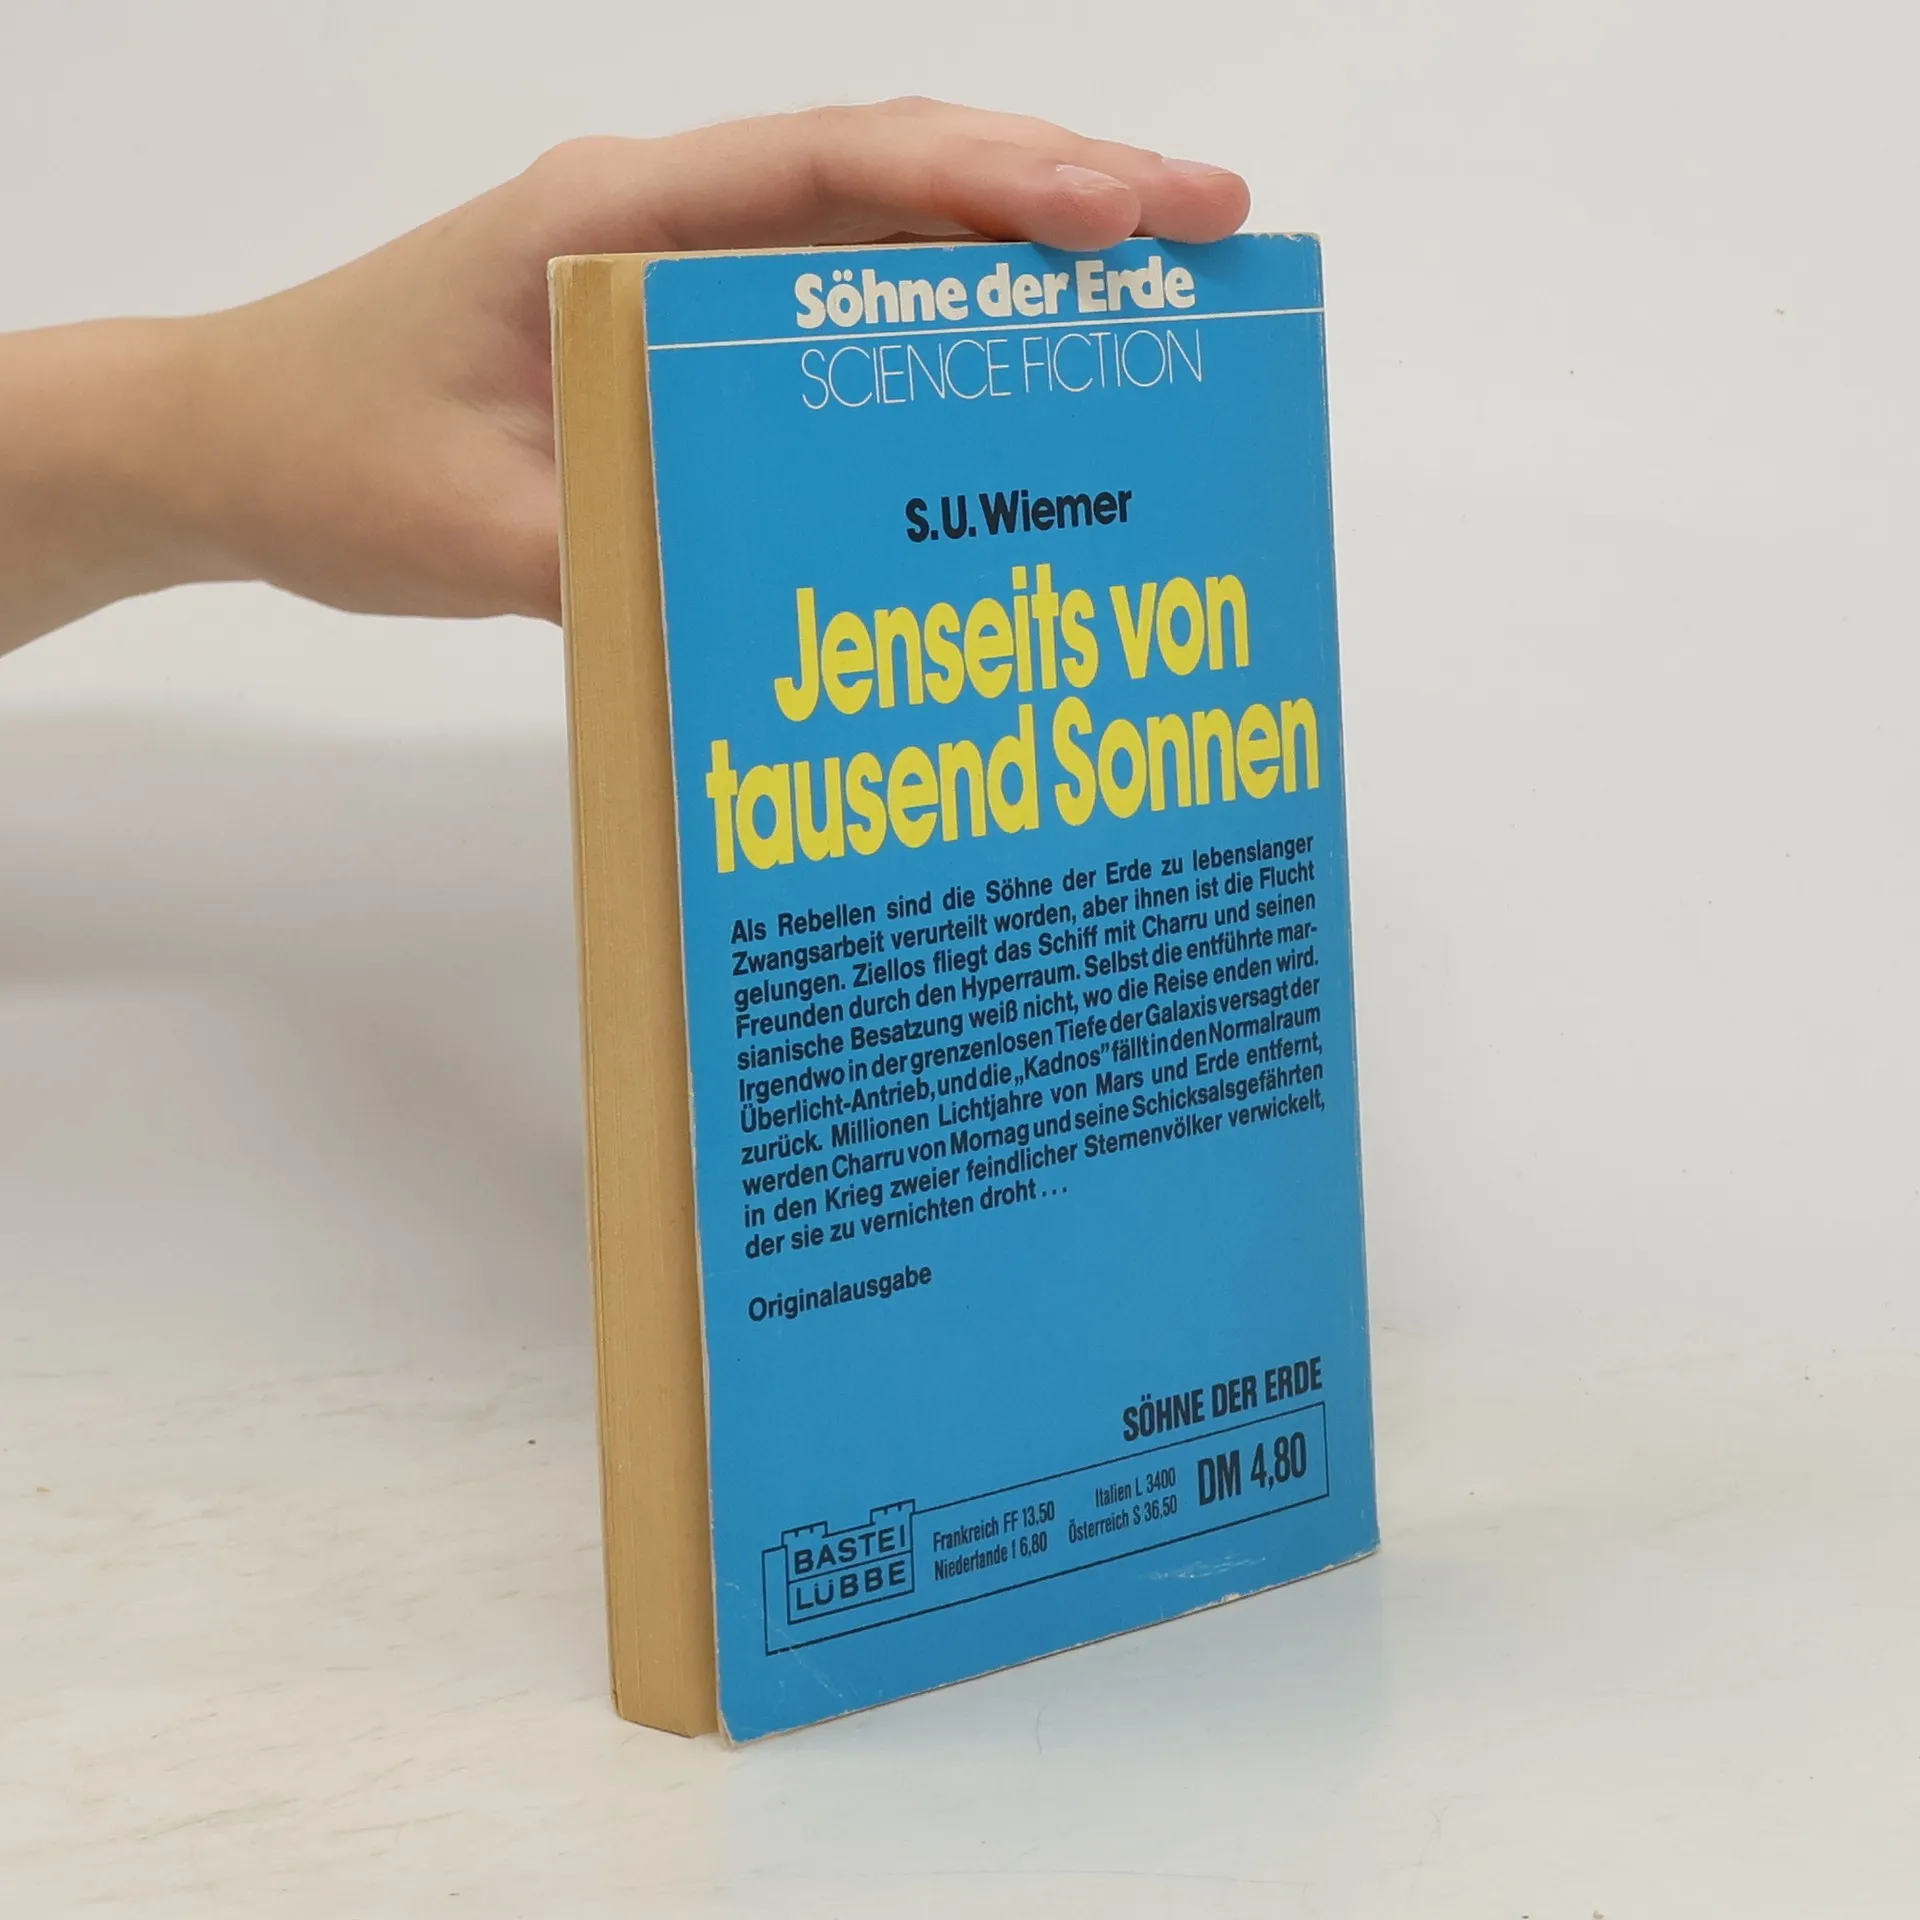 Söhne der Erde
SCIENCE FICTION
S.U. Wiemer
Jenseits von
tausend Sonnen
Als Rebellen sind die Söhne der Erde zu lebenslanger
Zwangsarbeit verurteilt worden, aber ihnen ist die Flucht
gelungen. Ziellos fliegt das Schiff mit Charru und seinen
Freunden durch den Hyperraum. Selbst die entführte mar-
sianische Besatzung weiß nicht, wo die Reise enden wird.
Irgendwo in der grenzenlosen Tiefe der Galaxis versagt der
Überlicht-Antrieb, und die „Kadnos” fällt in den Normalraum
zurück. Millionen Lichtjahre von Mars und Erde entfernt,
werden Charru von Mornag und seine Schicksalsgefährten
in den Krieg zweier feindlicher Sternenvölker verwickelt,
der sie zu vernichten droht...
Originalausgabe
SÖHNE DER ERDE
BASTEI
LÜBBE
Frankreich FF 13,50
Niederlande f 6,80
Italien L 3400
Österreich S 36,50
DM 4,80